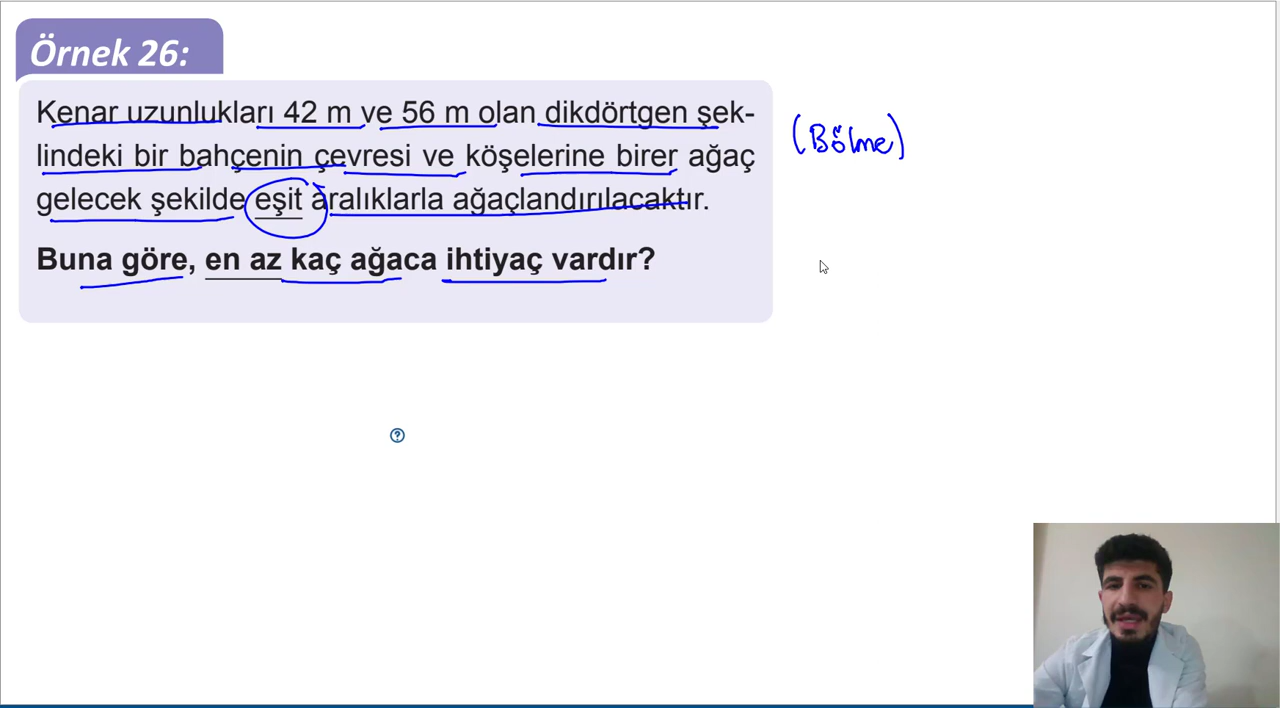 Örnek 26:
Kenar uzunlukları 42 m ve 56 m olan dikdörtgen şek-
lindeki bir bahçenin çevresi ve köşelerine birer ağaç
gelecek şekilde eşit aralıklarla ağaçlandırılacaktır.
Buna göre, en az kaç ağaca ihtiyaç vardır?
(Bölme)
?